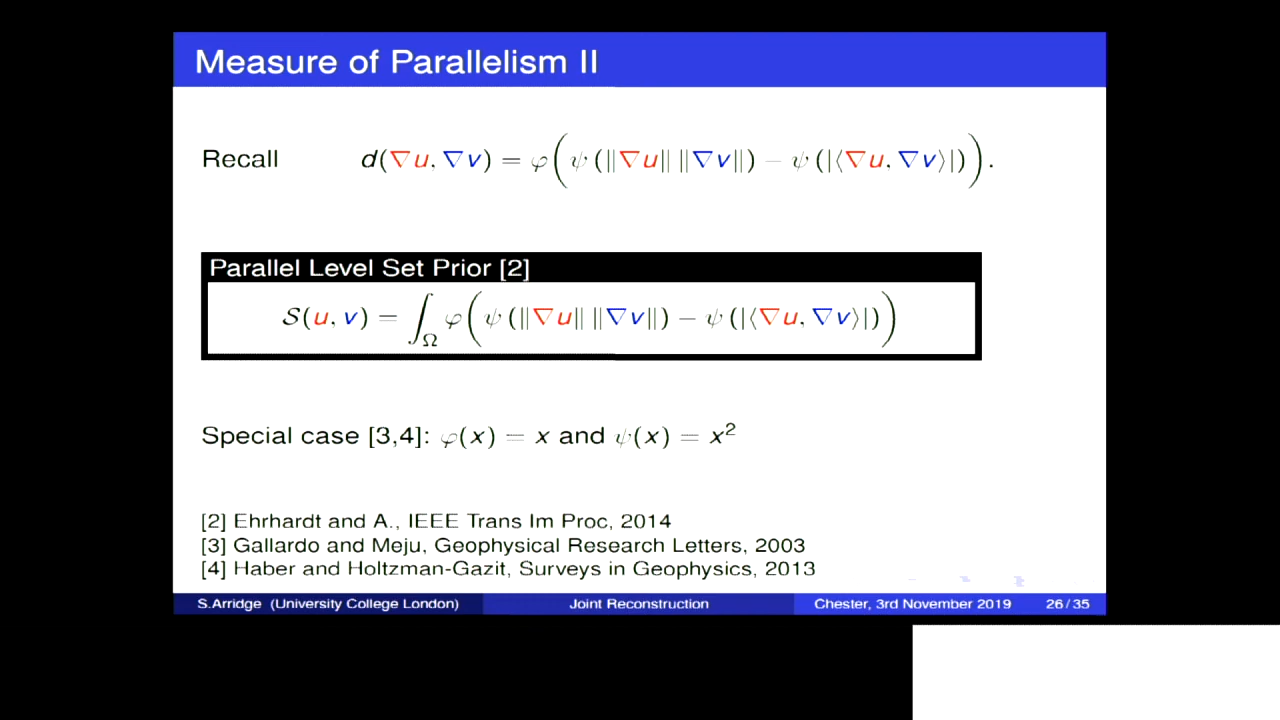 Measure of Parallelism II
Recall d(∇u, ∇v) = φ(ψ (‖∇u‖ ‖∇v‖) − ψ (|⟨∇u, ∇v⟩|)).
Parallel Level Set Prior [2]
𝒮(u, v) = ∫_Ω φ(ψ (‖∇u‖ ‖∇v‖) − ψ (|⟨∇u, ∇v⟩|))
Special case [3,4]: φ(x) = x and ψ(x) = x²
[2] Ehrhardt and A., IEEE Trans Im Proc, 2014
[3] Gallardo and Meju, Geophysical Research Letters, 2003
[4] Haber and Holtzman-Gazit, Surveys in Geophysics, 2013
S.Arridge (University College London) Joint Reconstruction Chester, 3rd November 2019 26/35